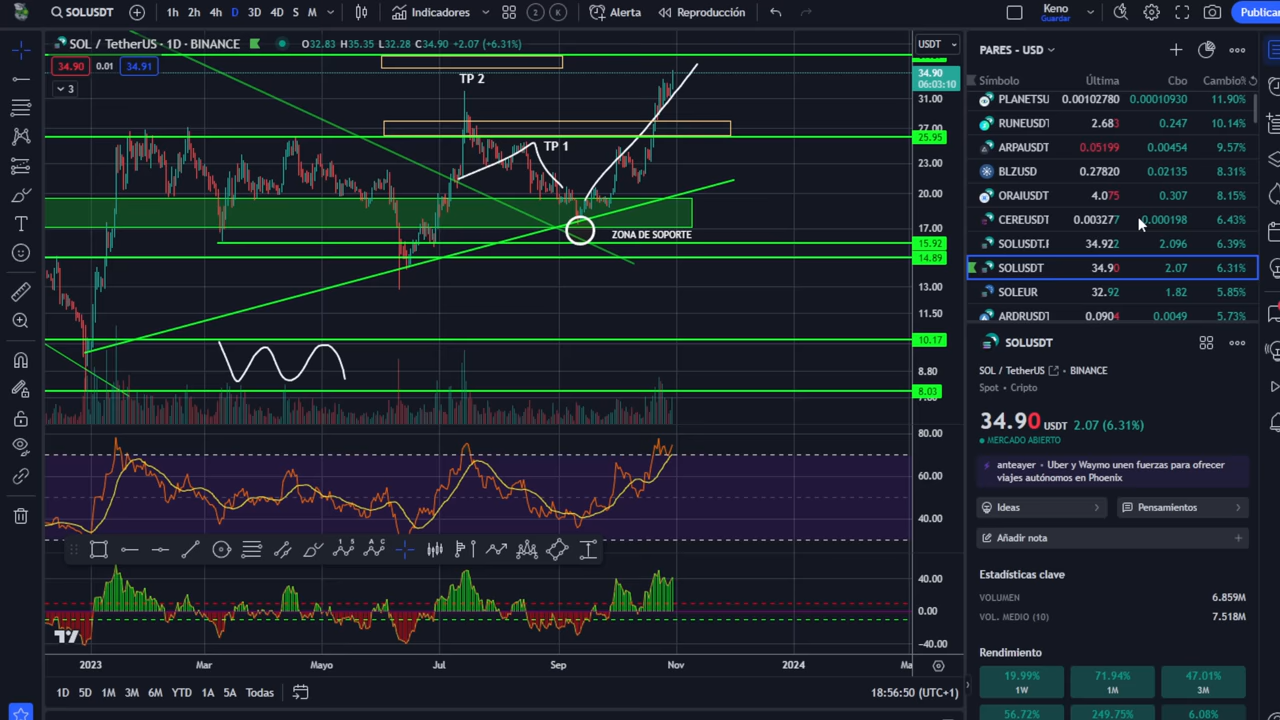 SOLUSDT
1h 2h 4h D 3D 4D S M
Indicadores
2 K
Alerta
Reproducción
Keno
Guardar
Publicar
SOL / TetherUS · 1D · BINANCE
O32.83 H35.35 L32.28 C34.90 +2.07 (+6.31%)
USDT
34.90 0.01 34.91
3
TP 2
TP 1
ZONA DE SOPORTE
34.90
06:03:10
31.00
27.00
25.95
23.00
20.00
17.00
15.92
14.89
13.00
11.50
10.17
8.80
8.03
80.00
60.00
40.00
40.00
0.00
-40.00
2023 Mar Mayo Jul Sep Nov 2024
1D 5D 1M 3M 6M YTD 1A 5A Todas
18:56:50 (UTC+1)
PARES - USD
Símbolo Última Cbo Cambio%
PLANETSU 0.00102780 0.00010930 11.90%
RUNEUSDT 2.683 0.247 10.14%
ARPAUSDT 0.05199 0.00454 9.57%
BLZUSD 0.27820 0.02135 8.31%
ORAIUSDT 4.075 0.307 8.15%
CEREUSDT 0.003277 0.000198 6.43%
SOLUSDT.P 34.922 2.096 6.39%
SOLUSDT 34.90 2.07 6.31%
SOLEUR 32.92 1.82 5.85%
ARDRUSDT 0.0904 0.0049 5.73%
SOLUSDT
SOL / TetherUS · BINANCE
Spot · Cripto
34.90 USDT 2.07 (6.31%)
MERCADO ABIERTO
anteayer · Uber y Waymo unen fuerzas para ofrecer
viajes autónomos en Phoenix
Ideas
Pensamientos
Añadir nota
Estadísticas clave
VOLUMEN 6.859M
VOL. MEDIO (10) 7.518M
Rendimiento
19.99% 71.94% 47.01%
1W 1M 3M
56.72% 249.75% 6.08%